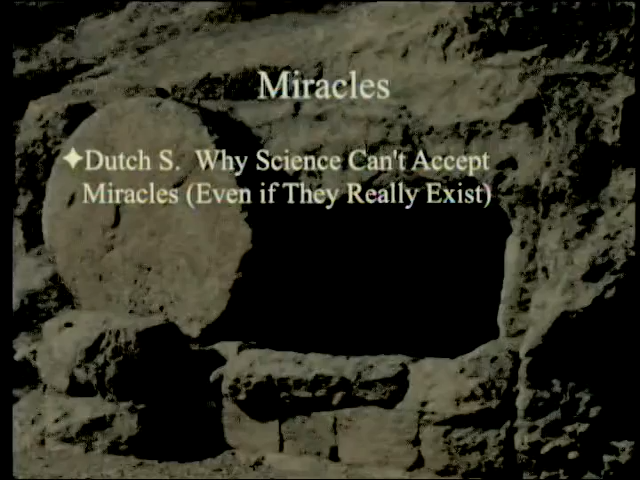 Miracles
✦Dutch S. Why Science Can't Accept
Miracles (Even if They Really Exist)